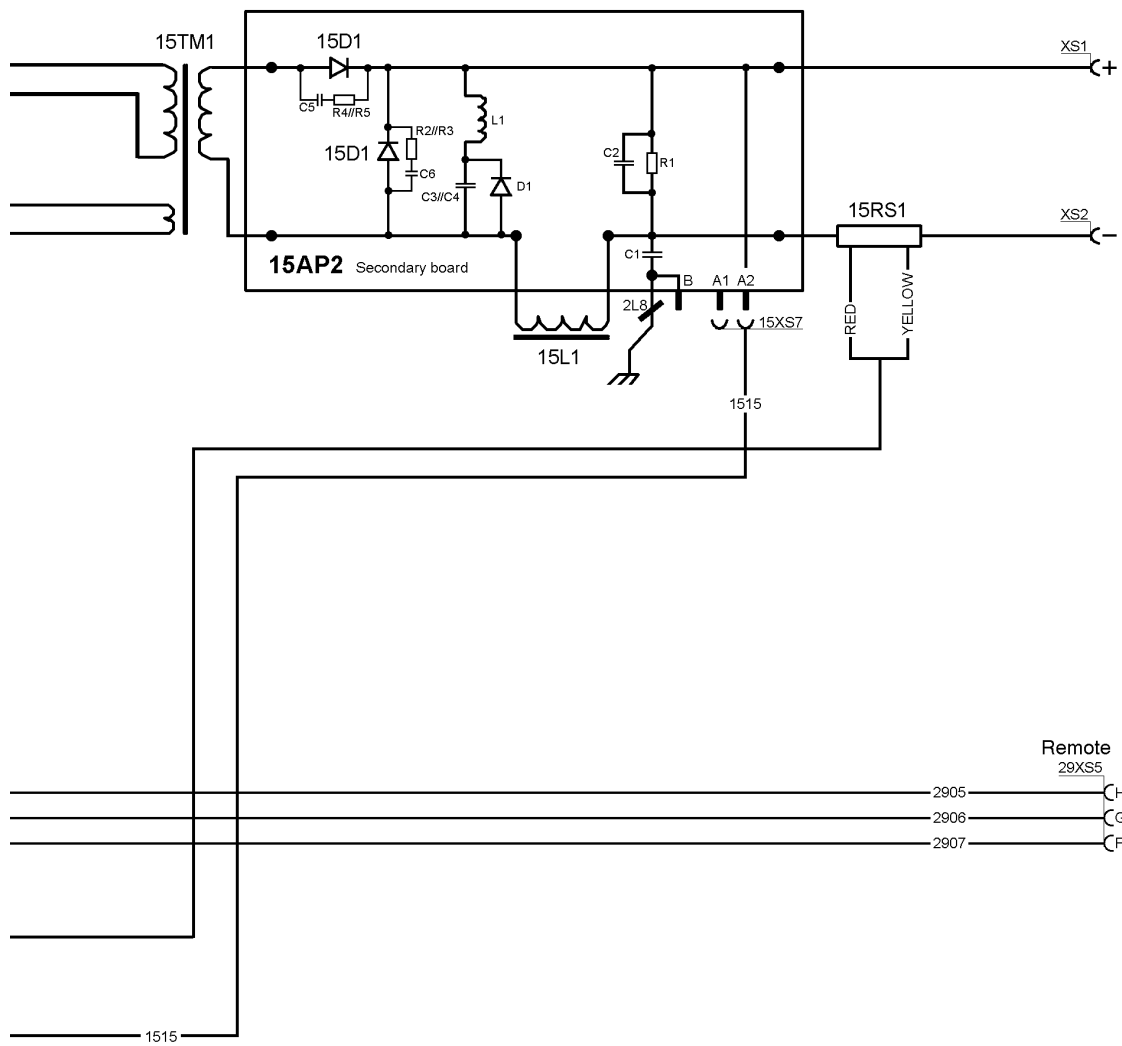 15TM1
15D1
XS1
+
C5
R4//R5
L1
R2//R3
15D1
C6
C3//C4
D1
C2
R1
15RS1
XS2
−
15AP2 Secondary board
C1
B
A1
A2
2L8
15XS7
RED
YELLOW
15L1
1515
Remote
29XS5
2905
H
2906
G
2907
F
1515